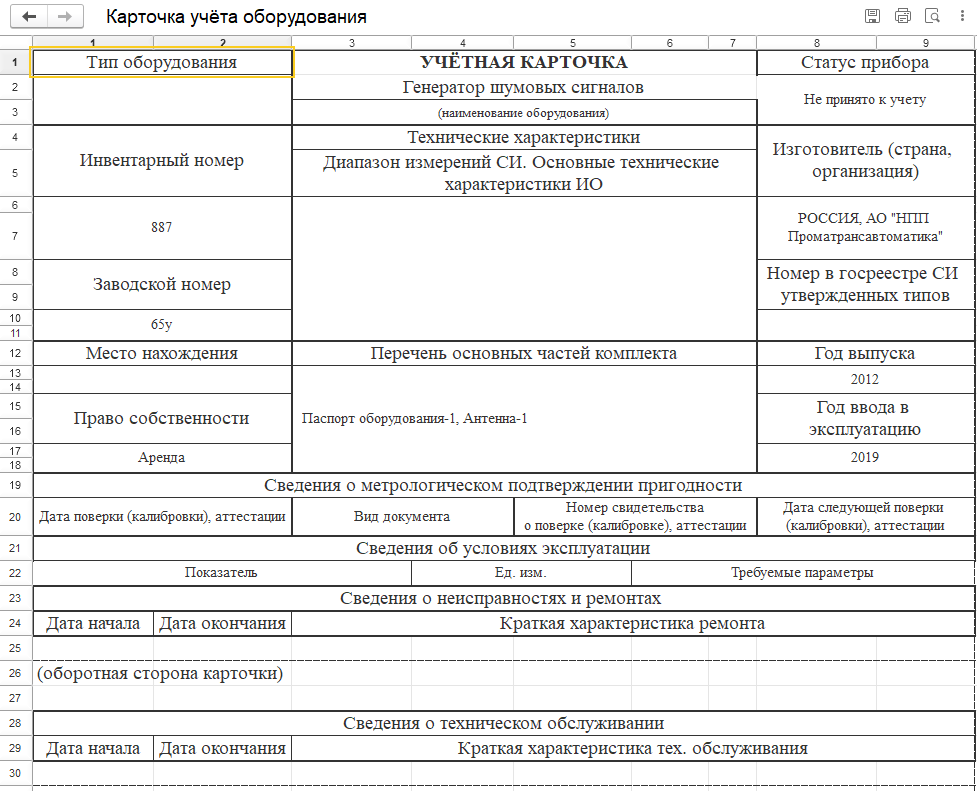 Карточка учёта оборудования
1 2 3 4 5 6 7 8 9
1 Тип оборудования УЧЁТНАЯ КАРТОЧКА Статус прибора
2 Генератор шумовых сигналов
Не принято к учету
3 (наименование оборудования)
4 Технические характеристики
Инвентарный номер
Изготовитель (страна,
организация)
5 Диапазон измерений СИ. Основные технические
характеристики ИО
6
7
887
РОССИЯ, АО "НПП
Проматрансавтоматика"
8
9
Заводской номер
Номер в госреестре СИ
утвержденных типов
10
11
65у
12 Место нахождения Перечень основных частей комплекта Год выпуска
13
14
2012
15
16
Право собственности
Паспорт оборудования-1, Антенна-1
Год ввода в
эксплуатацию
17
18
Аренда
2019
19 Сведения о метрологическом подтверждении пригодности
20 Дата поверки (калибровки), аттестации Вид документа
Номер свидетельства
о поверке (калибровке), аттестации
Дата следующей поверки
(калибровки), аттестации
21 Сведения об условиях эксплуатации
22 Показатель Ед. изм. Требуемые параметры
23 Сведения о неисправностях и ремонтах
24 Дата начала Дата окончания Краткая характеристика ремонта
25
26 (оборотная сторона карточки)
27
28 Сведения о техническом обслуживании
29 Дата начала Дата окончания Краткая характеристика тех. обслуживания
30